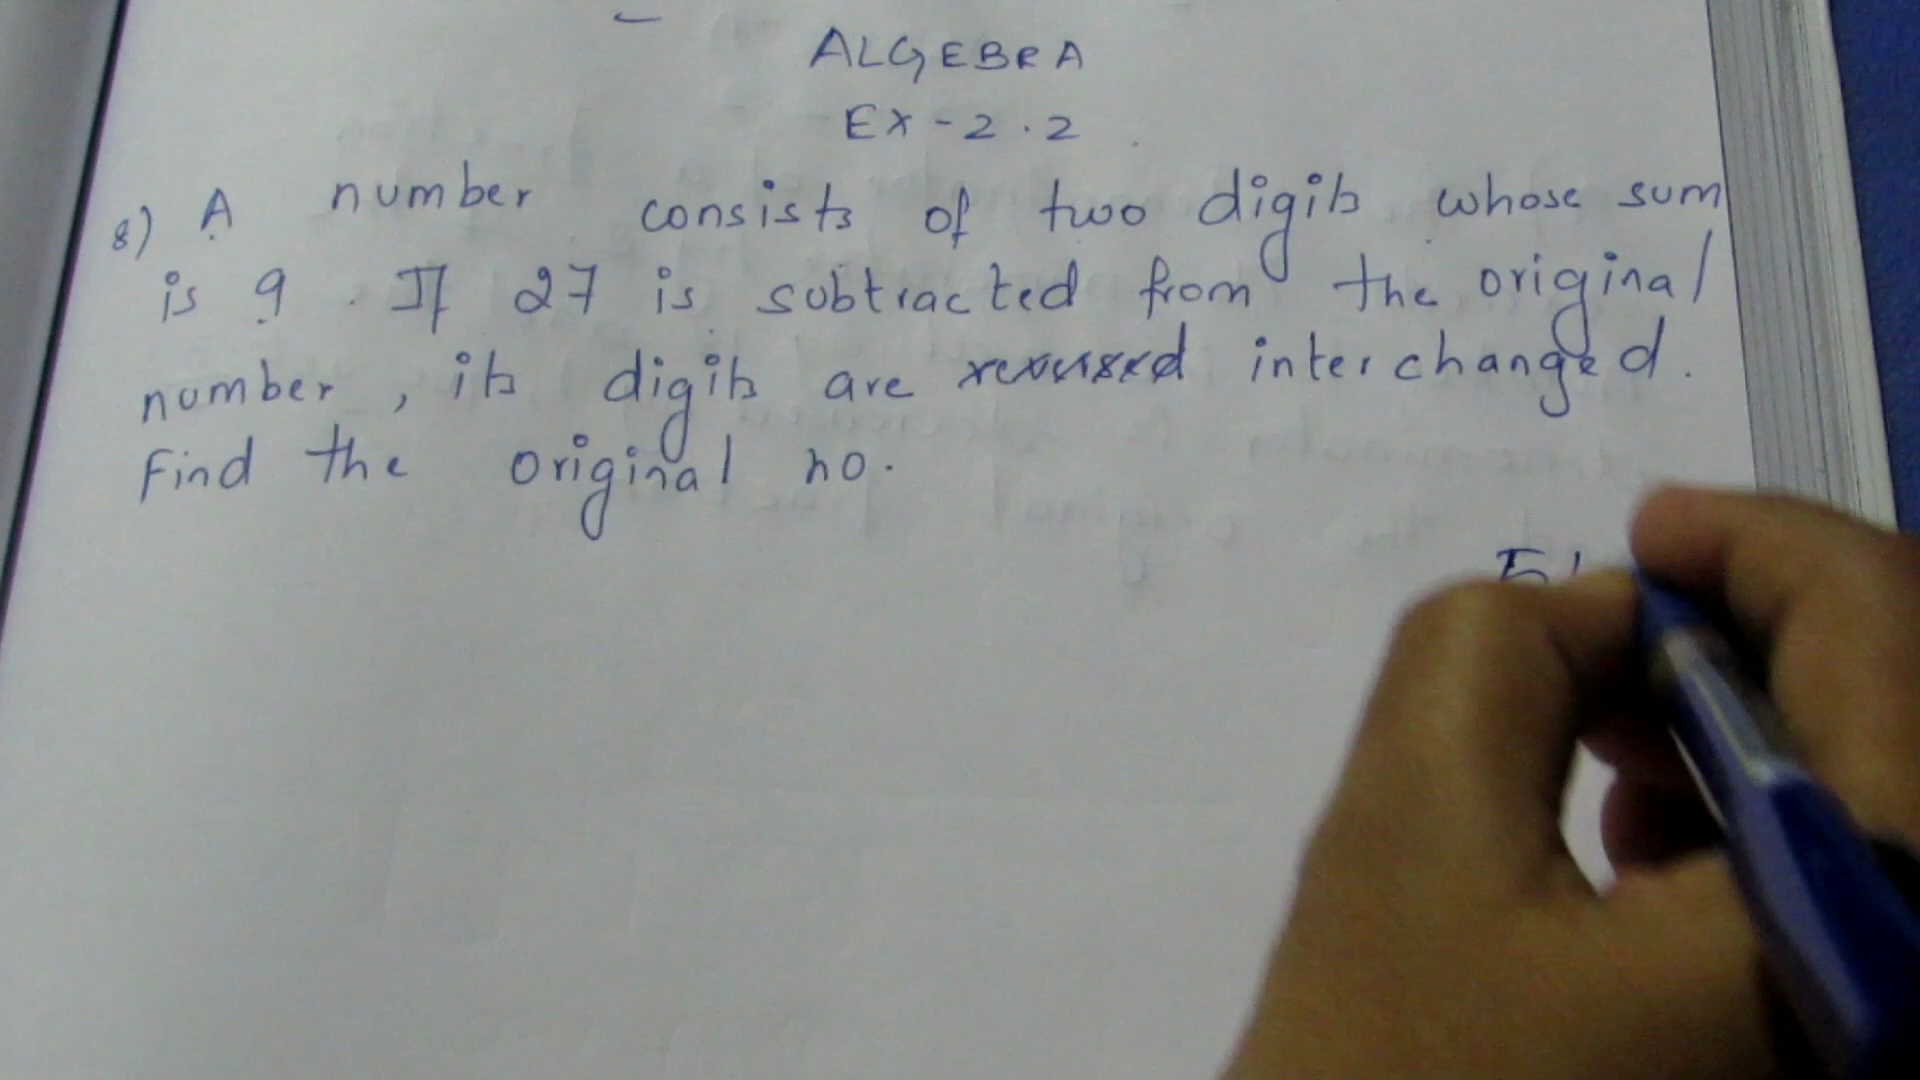 ALGEBRA
EX-2.2
8) A number consists of two digits whose sum
is 9. If 27 is subtracted from the original
number, its digits are reversed interchanged.
Find the original no.